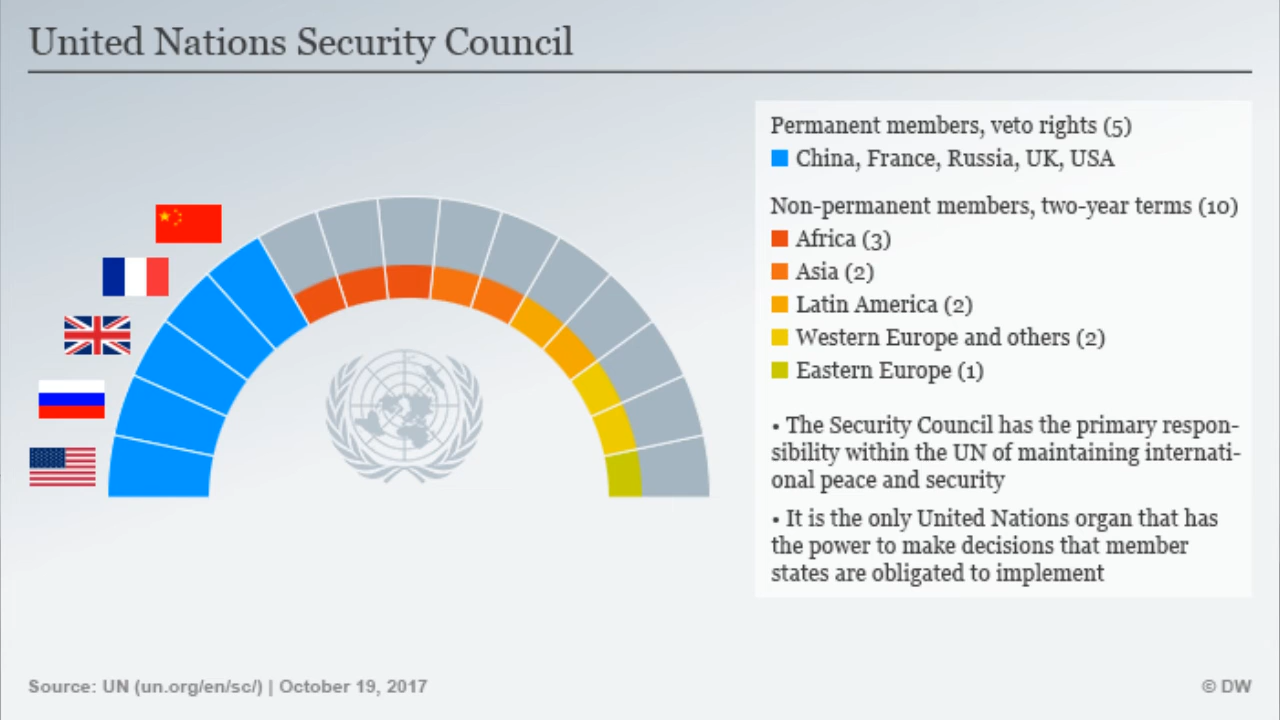 United Nations Security Council
Permanent members, veto rights (5)
China, France, Russia, UK, USA
Non-permanent members, two-year terms (10)
Africa (3)
Asia (2)
Latin America (2)
Western Europe and others (2)
Eastern Europe (1)
• The Security Council has the primary respon-
sibility within the UN of maintaining internati-
onal peace and security
• It is the only United Nations organ that has
the power to make decisions that member
states are obligated to implement
Source: UN (un.org/en/sc/) | October 19, 2017
© DW